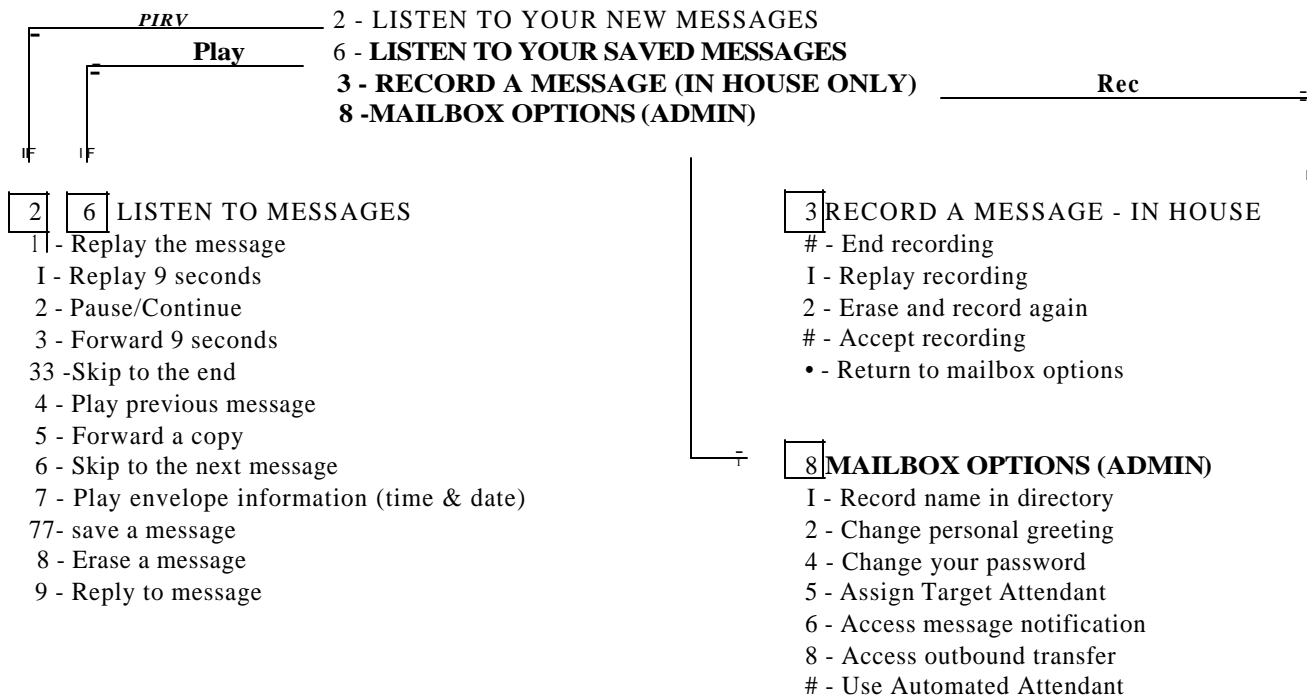 PIRV 2 - LISTEN TO YOUR NEW MESSAGES
Play 6 - LISTEN TO YOUR SAVED MESSAGES
3 - RECORD A MESSAGE (IN HOUSE ONLY) Rec
8 -MAILBOX OPTIONS (ADMIN)
IF IF
2 6 LISTEN TO MESSAGES
1 - Replay the message
I - Replay 9 seconds
2 - Pause/Continue
3 - Forward 9 seconds
33 -Skip to the end
4 - Play previous message
5 - Forward a copy
6 - Skip to the next message
7 - Play envelope information (time & date)
77- save a message
8 - Erase a message
9 - Reply to message
3 RECORD A MESSAGE - IN HOUSE
# - End recording
I - Replay recording
2 - Erase and record again
# - Accept recording
• - Return to mailbox options
8 MAILBOX OPTIONS (ADMIN)
I - Record name in directory
2 - Change personal greeting
4 - Change your password
5 - Assign Target Attendant
6 - Access message notification
8 - Access outbound transfer
# - Use Automated Attendant